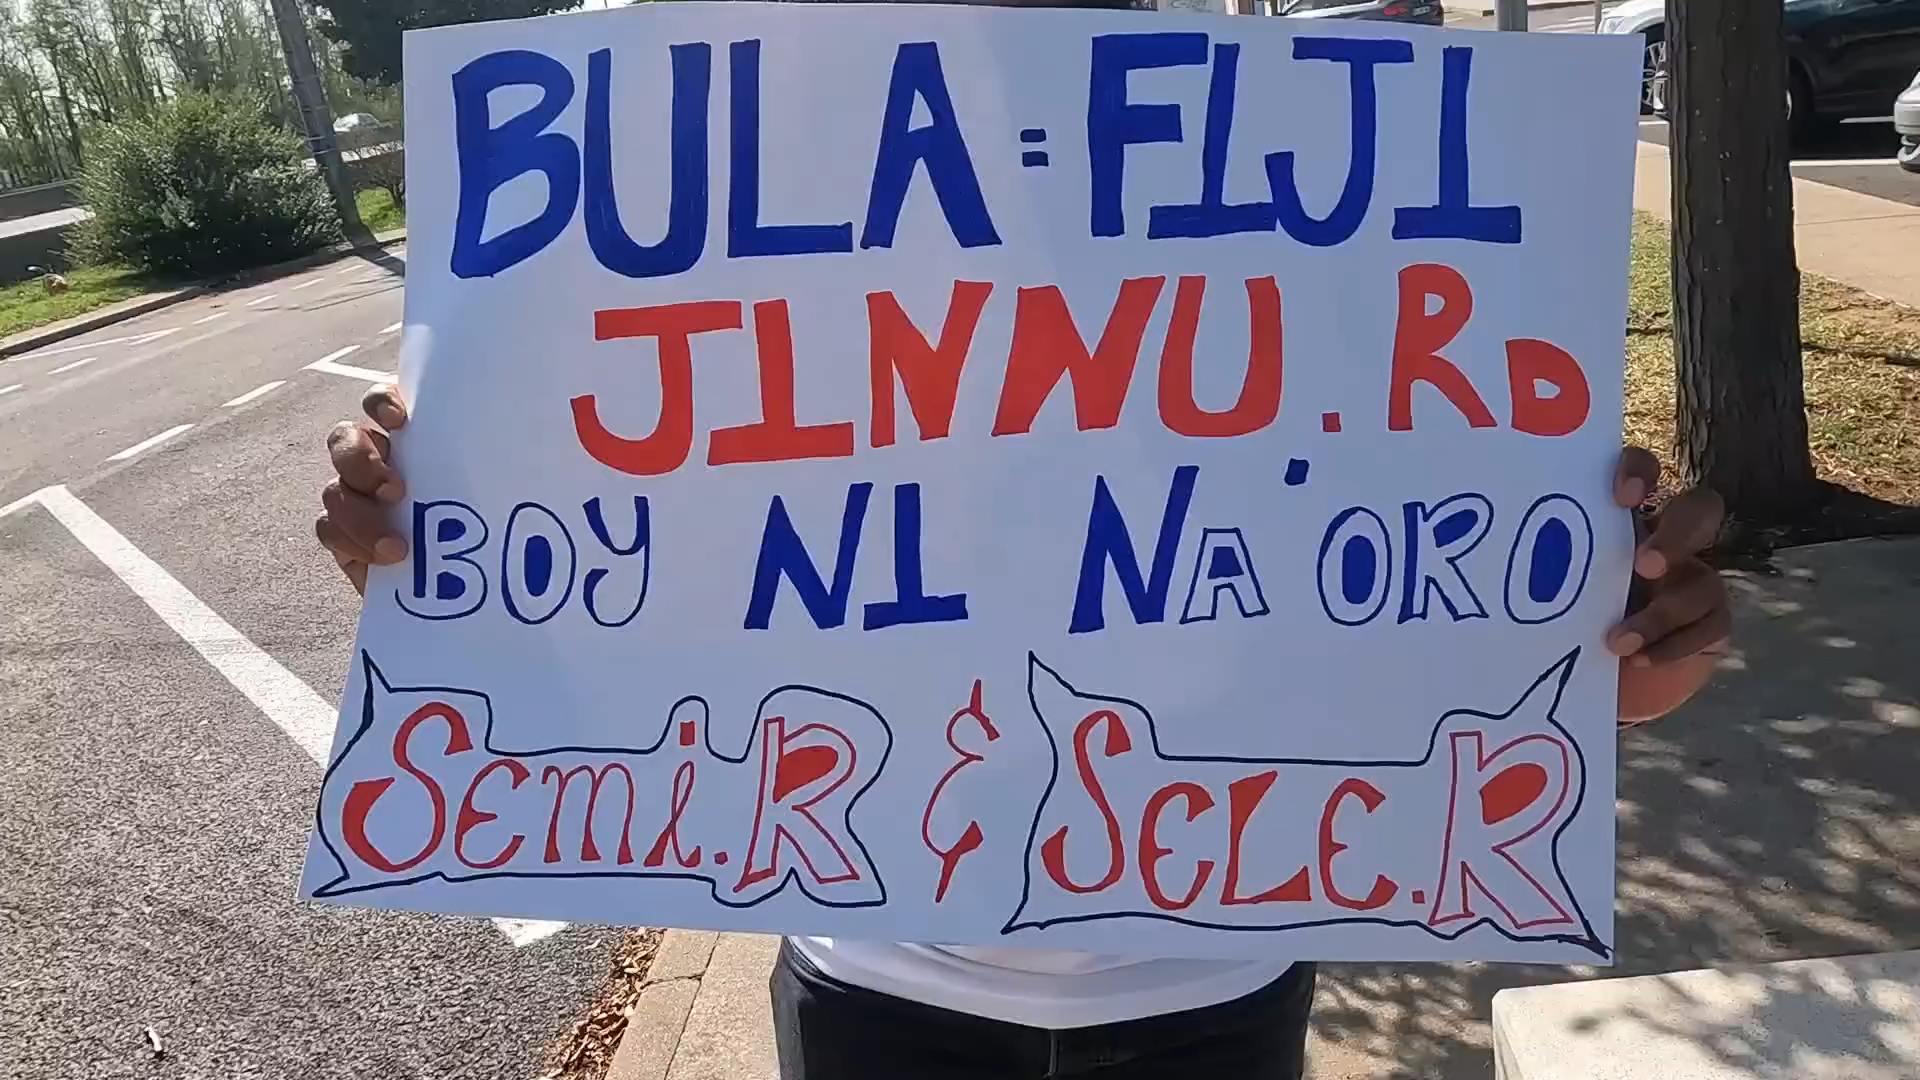 BULA = FIJI
JINNU. RD
BOY NI NA'ORO
Semi.R & SELE.R